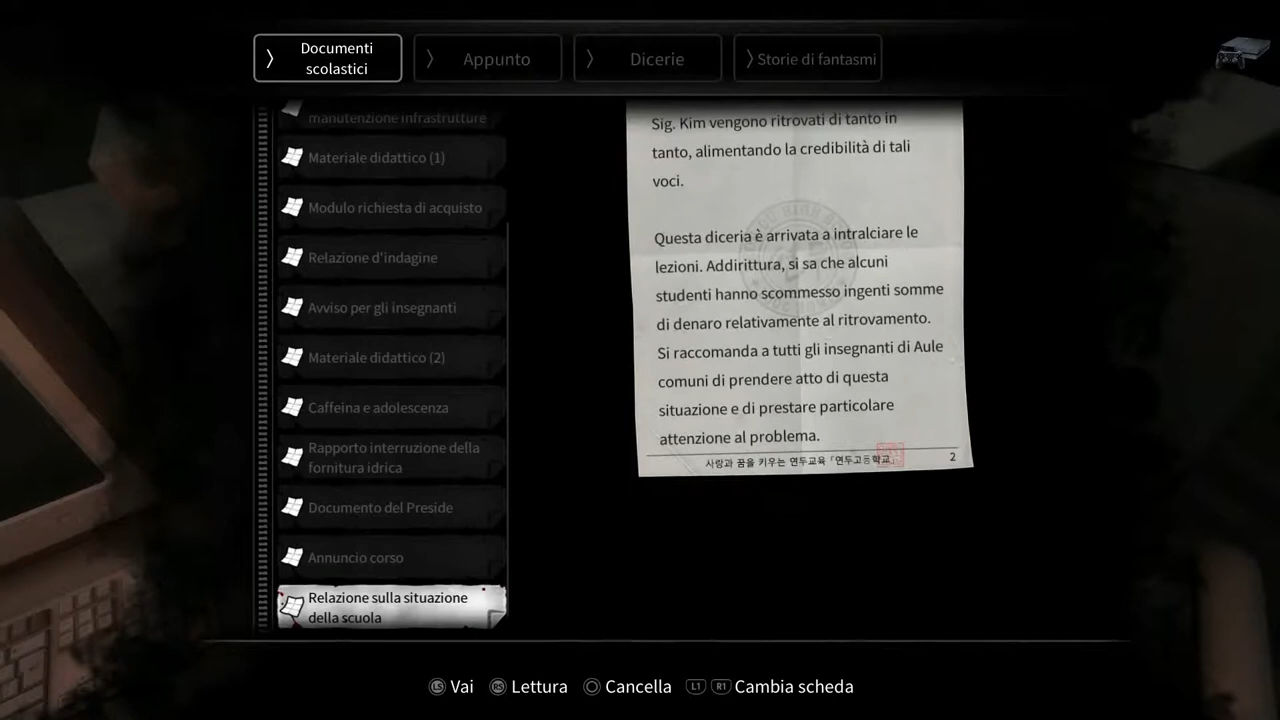 Documenti
scolastici
Appunto
Dicerie
Storie di fantasmi
manutenzione infrastrutture
Materiale didattico (1)
Modulo richiesta di acquisto
Relazione d'indagine
Avviso per gli insegnanti
Materiale didattico (2)
Caffeina e adolescenza
Rapporto interruzione della
fornitura idrica
Documento del Preside
Annuncio corso
Relazione sulla situazione
della scuola
Sig. Kim vengono ritrovati di tanto in
tanto, alimentando la credibilità di tali
voci.
Questa diceria è arrivata a intralciare le
lezioni. Addirittura, si sa che alcuni
studenti hanno scommesso ingenti somme
di denaro relativamente al ritrovamento.
Si raccomanda a tutti gli insegnanti di Aule
comuni di prendere atto di questa
situazione e di prestare particolare
attenzione al problema.
사랑과 꿈을 키우는 연두교육 「연두고등학교」
2
LS Vai
RS Lettura
Cancella
L1 R1 Cambia scheda